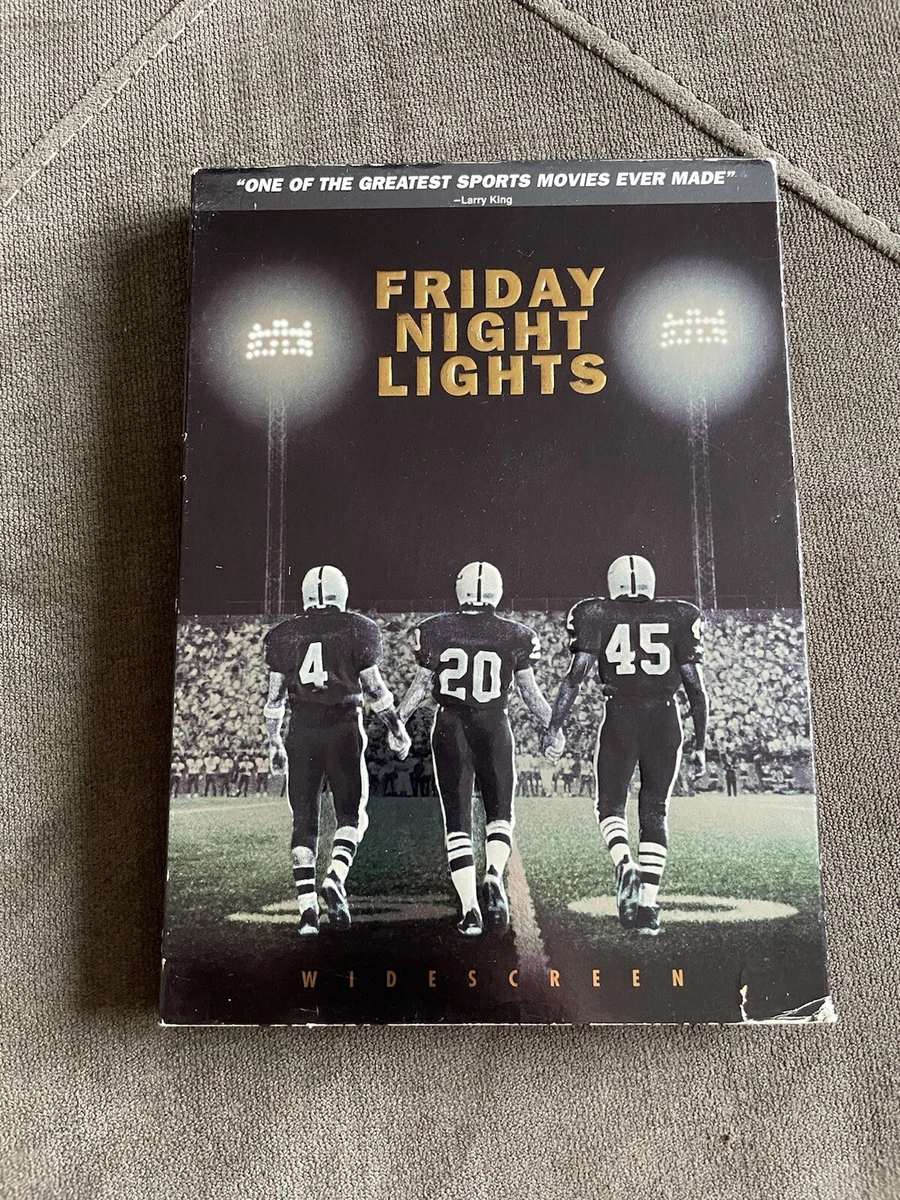 “ONE OF THE GREATEST SPORTS MOVIES EVER MADE”
–Larry King
FRIDAY
NIGHT
LIGHTS
4
20
45
WIDESCREEN